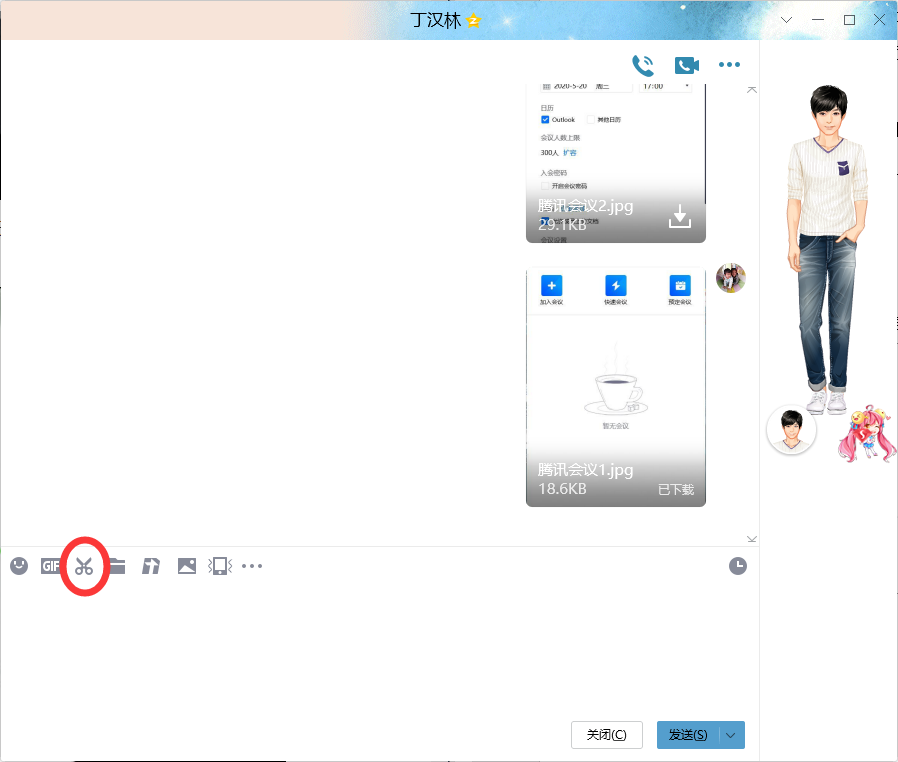 丁汉林
2020-5-20 周三 17:00
日历
Outlook 其他日历
会议人数上限
300人 扩容
入会密码
开启会议密码
腾讯会议2.jpg
文档
29.1KB
会议设置
加入会议 快速会议 预定会议
暂无会议
腾讯会议1.jpg
18.6KB 已下载
GIF
关闭(C) 发送(S)